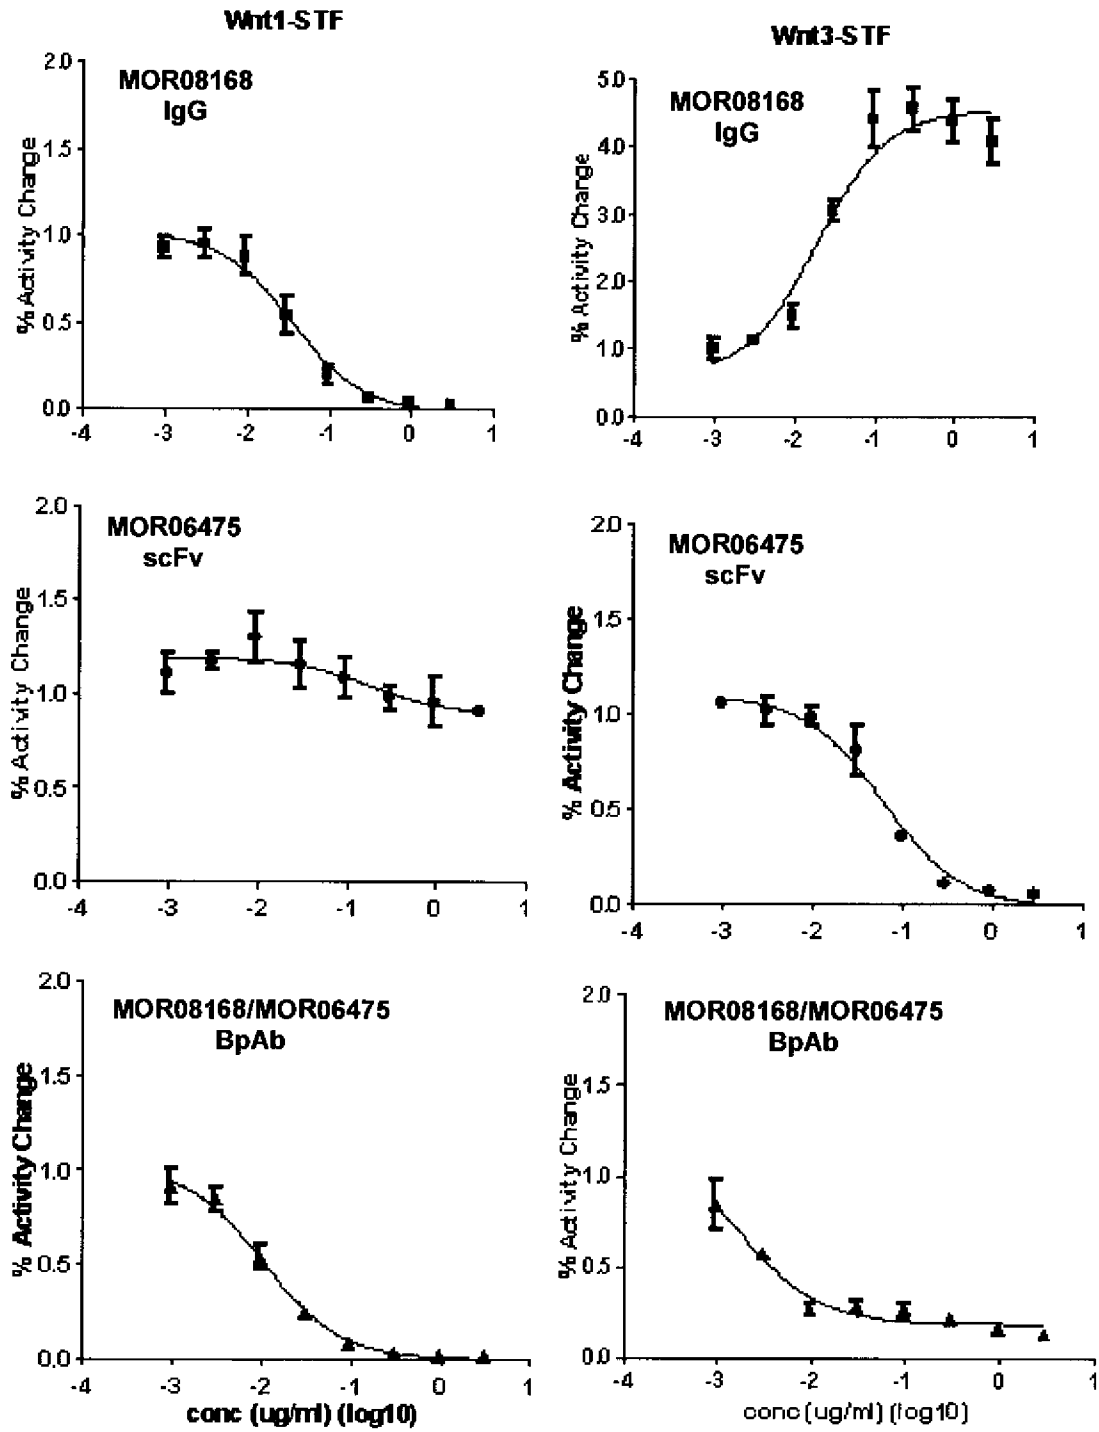 Wnt1-STF
2.0
1.5
1.0
0.5
0.0
% Activity Change
MOR08168
IgG
-4 -3 -2 -1 0 1
Wnt3-STF
5.0
4.0
3.0
2.0
1.0
0.0
% Activity Change
MOR08168
IgG
-4 -3 -2 -1 0 1
2.0
1.5
1.0
0.5
0.0
% Activity Change
MOR06475
scFv
-4 -3 -2 -1 0 1
2.0
1.5
1.0
0.5
0.0
% Activity Change
MOR06475
scFv
-4 -3 -2 -1 0 1
2.0
1.5
1.0
0.5
0.0
% Activity Change
MOR08168/MOR06475
BpAb
-4 -3 -2 -1 0 1
conc (ug/ml) (log10)
2.0
1.5
1.0
0.5
0.0
% Activity Change
MOR08168/MOR06475
BpAb
-4 -3 -2 -1 0 1
conc (ug/ml) (log10)